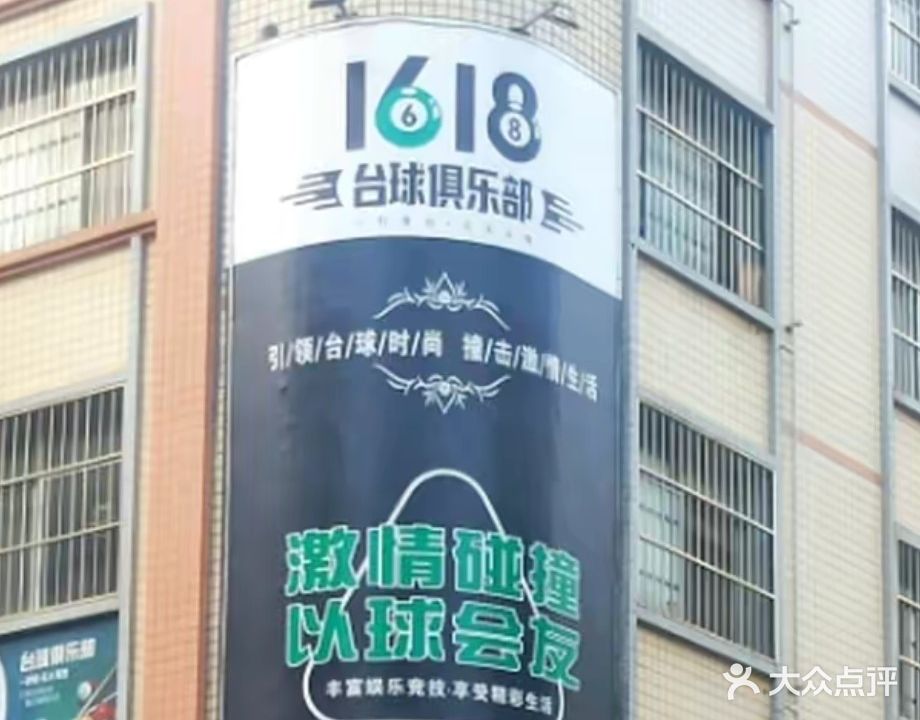 1618
6
8
台球俱乐部
引/领/台/球/时/尚 撞/击/激/情/生/活
激情碰撞
以球会友
丰富娱乐竞技·享受精彩生活
台球俱乐部
大众点评